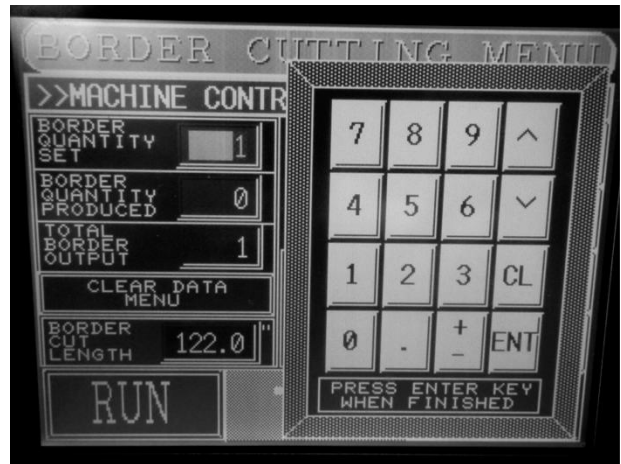 BORDER CUTTING MENU
>>MACHINE CONTR
BORDER
QUANTITY
SET
1
BORDER
QUANTITY
PRODUCED
0
TOTAL
BORDER
OUTPUT
1
CLEAR DATA
MENU
BORDER
CUT
LENGTH
122.0"
RUN
7 8 9 ^
4 5 6 v
1 2 3 CL
0 . +/- ENT
PRESS ENTER KEY
WHEN FINISHED